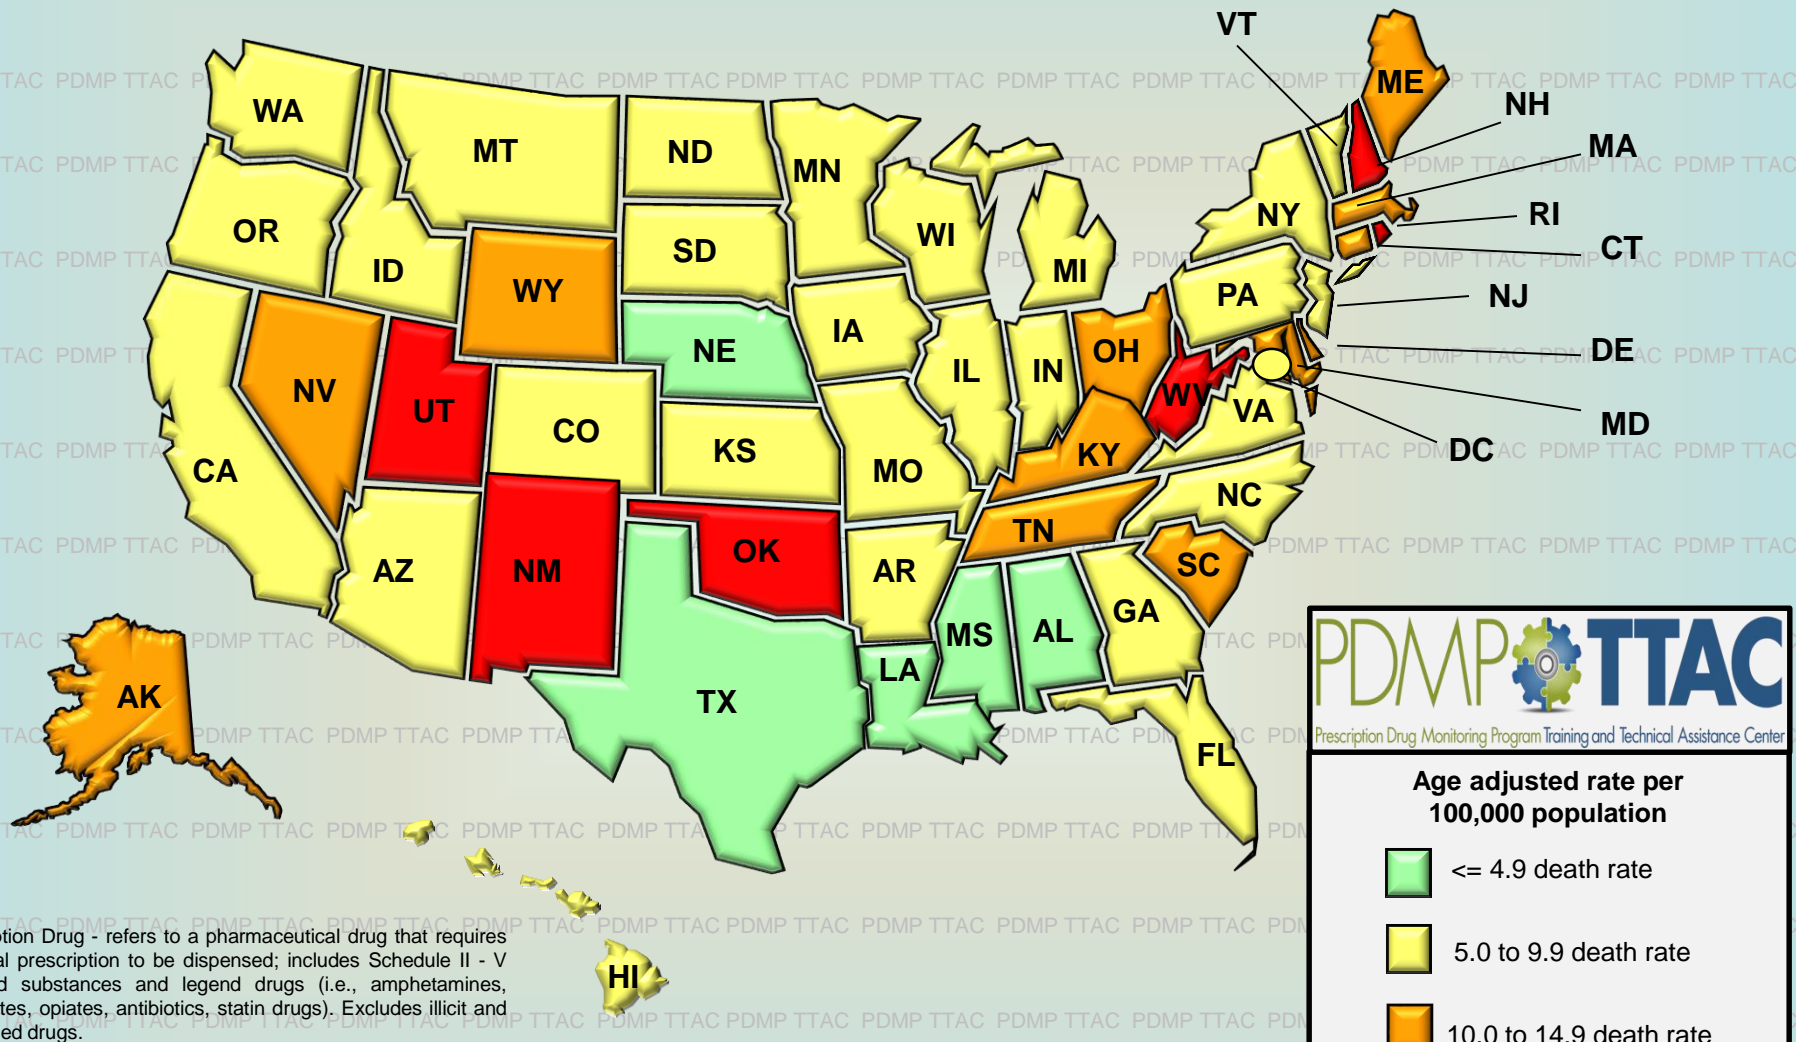 VT
ME
NH
WA
MA
MT
ND
MN
RI
NY
OR
WI
CT
SD
ID
MI
WY
PA
NJ
IA
NE
OH
DE
IL
IN
NV
WV
UT
VA
MD
CO
KS
DC
KY
CA
MO
NC
TN
OK
AZ
NM
AR
SC
GA
MS
AL
LA
AK
TX
FL
HI
PDMP TTAC
Prescription Drug Monitoring Program Training and Technical Assistance Center
Age adjusted rate per
100,000 population
<= 4.9 death rate
5.0 to 9.9 death rate
10.0 to 14.9 death rate
Drug - refers to a pharmaceutical drug that requires
prescription to be dispensed; includes Schedule II - V
substances and legend drugs (i.e., amphetamines,
opiates, antibiotics, statin drugs). Excludes illicit and
drugs.